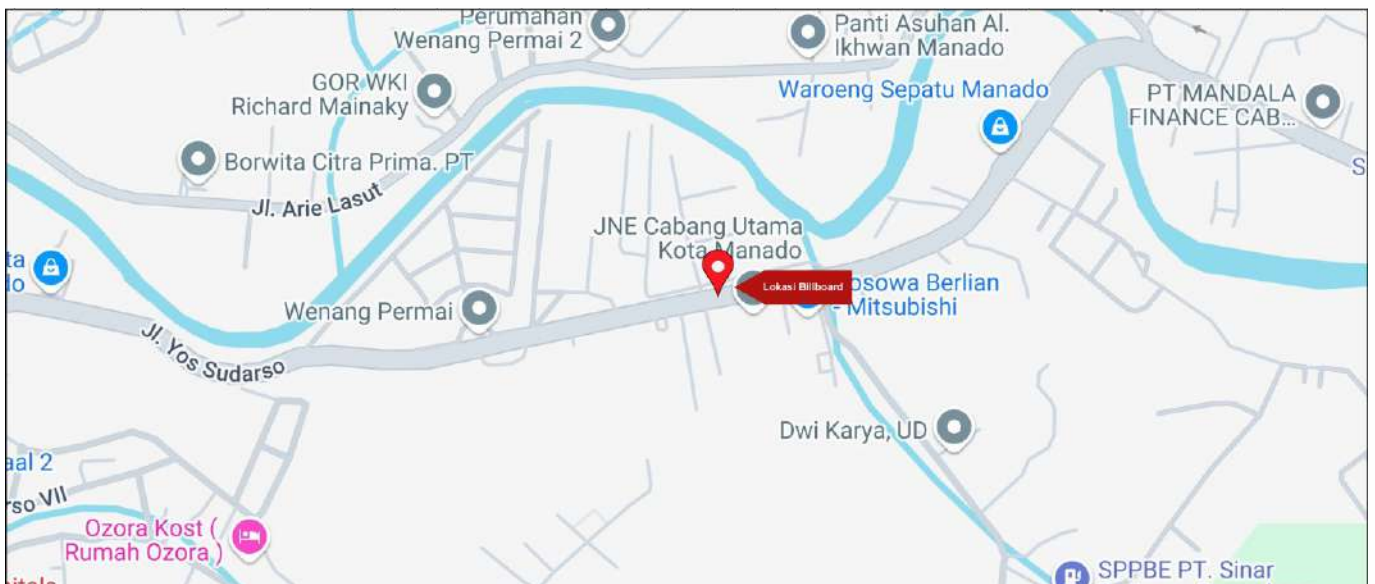 Perumahan
Wenang Permai 2
Panti Asuhan Al.
Ikhwan Manado
GOR WKI
Richard Mainaky
Waroeng Sepatu Manado
PT MANDALA
FINANCE CAB...
Borwita Citra Prima. PT
S
Jl. Arie Lasut
JNE Cabang Utama
Kota Manado
ta
do
Lokasi Billboard
osowa Berlian
- Mitsubishi
Wenang Permai
Jl. Yos Sudarso
Dwi Karya, UD
aal 2
rso VII
Ozora Kost (
Rumah Ozora )
SPPBE PT. Sinar